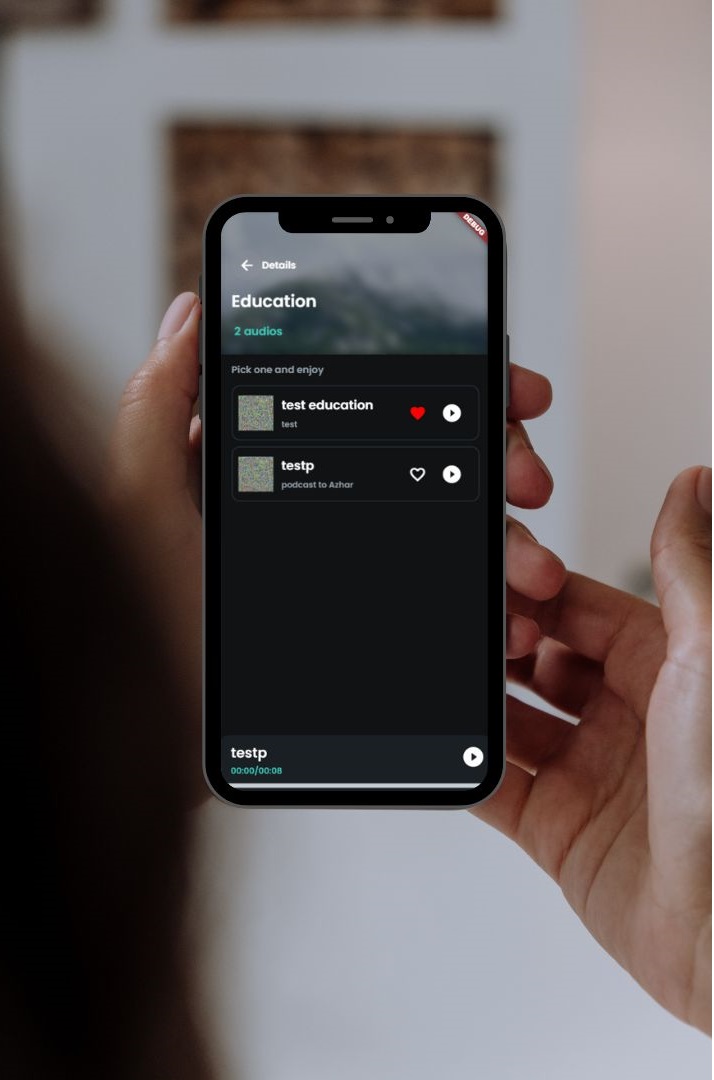 DEBUG
Details
Education
2 audios
Pick one and enjoy
test education
test
testp
podcast to Azhar
testp
00:00/00:08